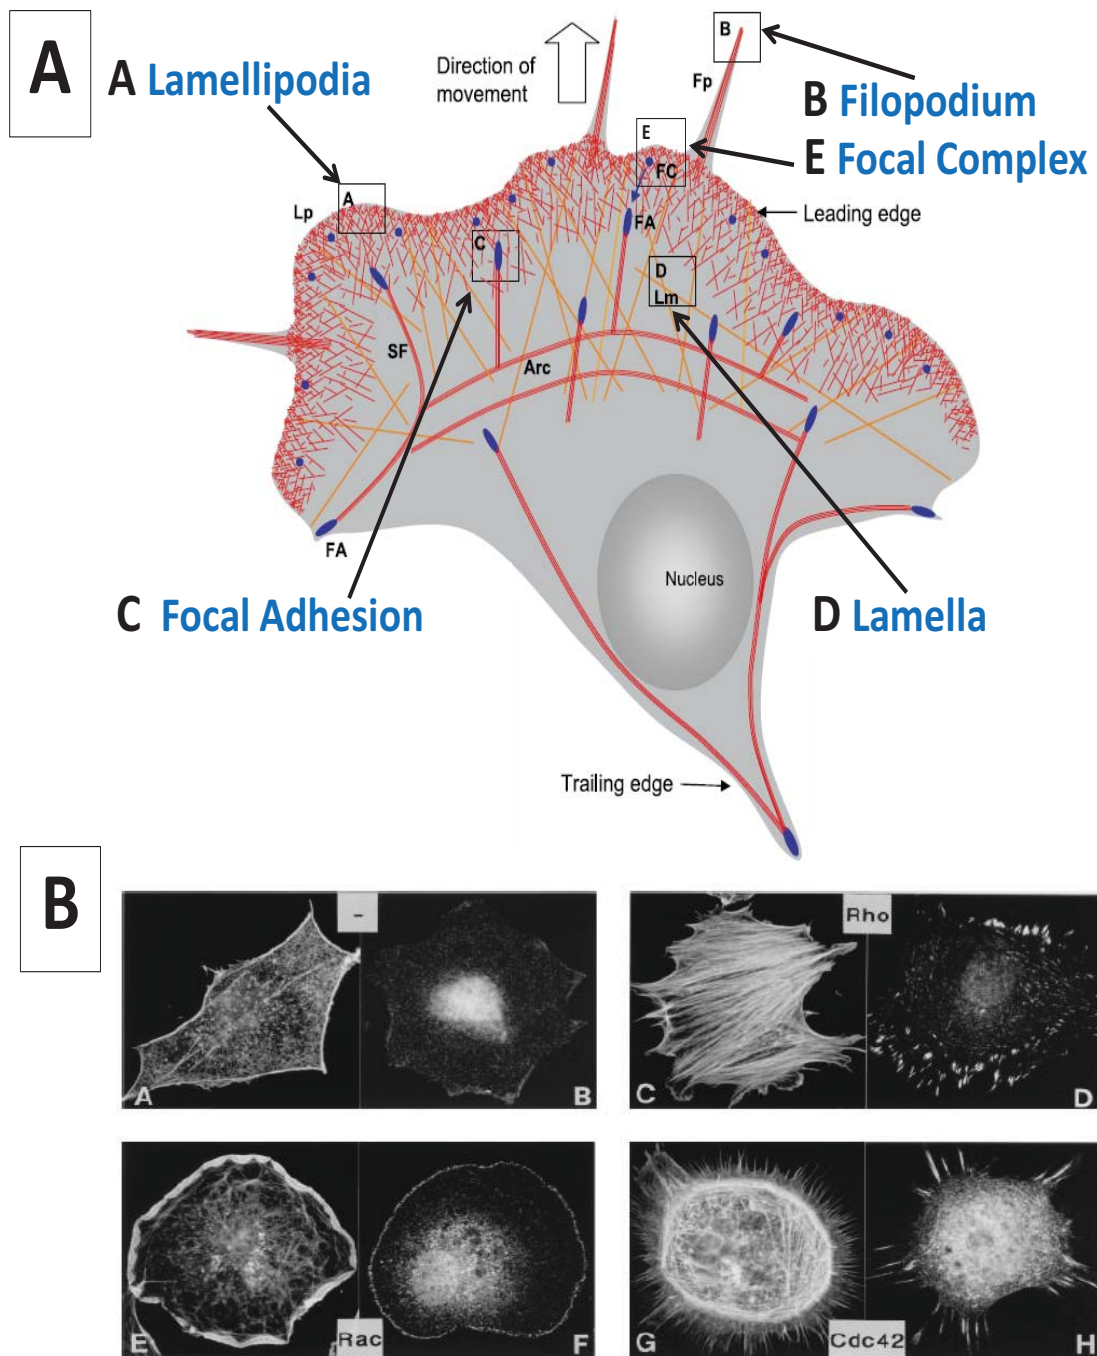 A
A Lamellipodia
Direction of
movement
B
Fp
B Filopodium
E Focal Complex
E
FC
Lp
A
Leading edge
FA
C
D
Lm
SF
Arc
FA
Nucleus
C Focal Adhesion
D Lamella
Trailing edge
B
-
A
B
Rho
C
D
E
Rac
F
G
Cdc42
H